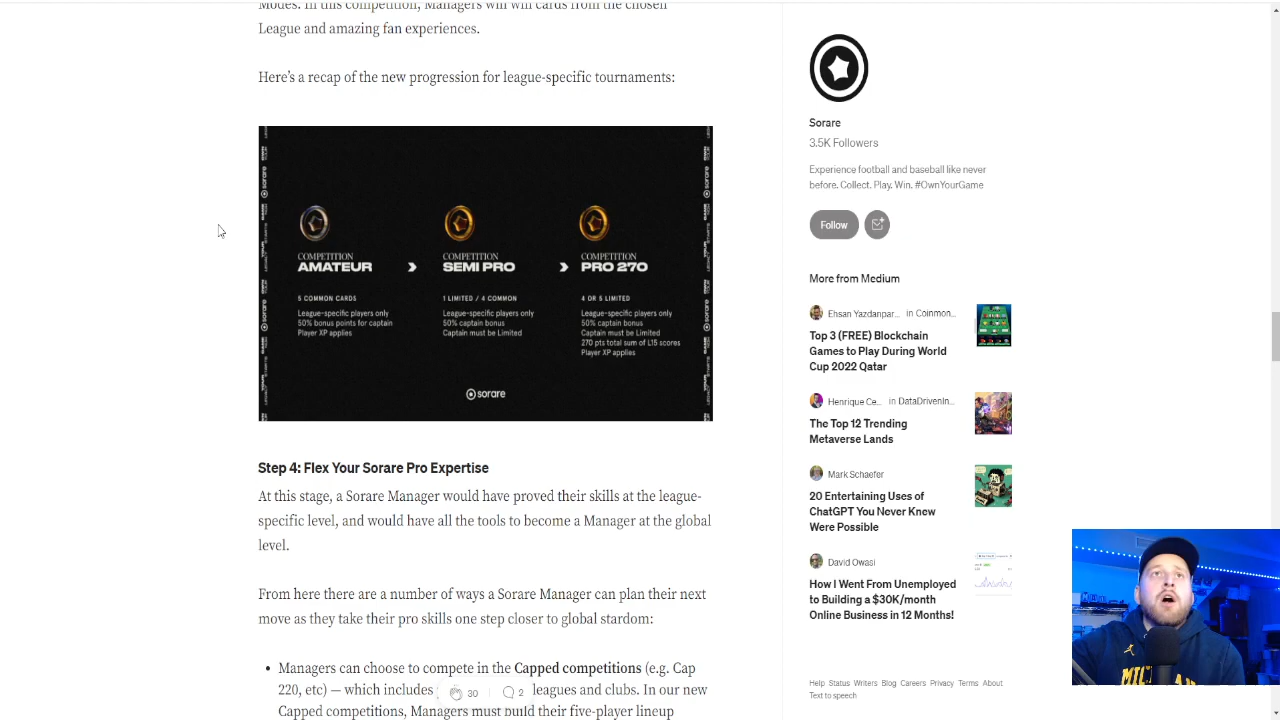 Modes. In this competition, Managers will win cards from the chosen
League and amazing fan experiences.
Here's a recap of the new progression for league-specific tournaments:
COMPETITION
AMATEUR
5 COMMON CARDS
League-specific players only
50% bonus points for captain
Player XP applies
COMPETITION
SEMI PRO
1 LIMITED / 4 COMMON
League-specific players only
50% captain bonus
Captain must be Limited
COMPETITION
PRO 270
4 OR 5 LIMITED
League-specific players only
50% captain bonus
Captain must be Limited
270 pts total sum of L15 scores
Player XP applies
sorare
Step 4: Flex Your Sorare Pro Expertise
At this stage, a Sorare Manager would have proved their skills at the league-
specific level, and would have all the tools to become a Manager at the global
level.
From here there are a number of ways a Sorare Manager can plan their next
move as they take their pro skills one step closer to global stardom:
• Managers can choose to compete in the Capped competitions (e.g. Cap
220, etc) — which includes leagues and clubs. In our new
30 2
Capped competitions, Managers must build their five-player lineup
Sorare
3.5K Followers
Experience football and baseball like never
before. Collect. Play. Win. #OwnYourGame
Follow
More from Medium
Ehsan Yazdanpar... in Coinmon...
Top 3 (FREE) Blockchain
Games to Play During World
Cup 2022 Qatar
Henrique Ce... in DataDrivenIn...
The Top 12 Trending
Metaverse Lands
Mark Schaefer
20 Entertaining Uses of
ChatGPT You Never Knew
Were Possible
David Owasi
How I Went From Unemployed
to Building a $30K/month
Online Business in 12 Months!
Help Status Writers Blog Careers Privacy Terms About
Text to speech